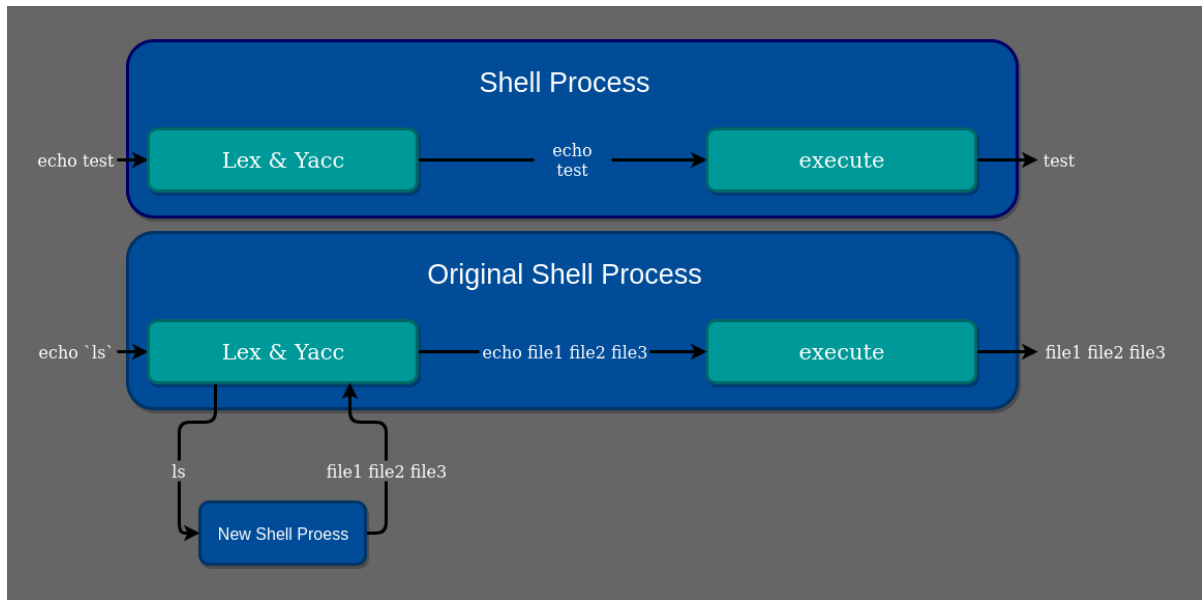 Shell Process
echo test
Lex & Yacc
echo
test
execute
test
Original Shell Process
echo `ls`
Lex & Yacc
echo file1 file2 file3
execute
file1 file2 file3
ls
file1 file2 file3
New Shell Proess